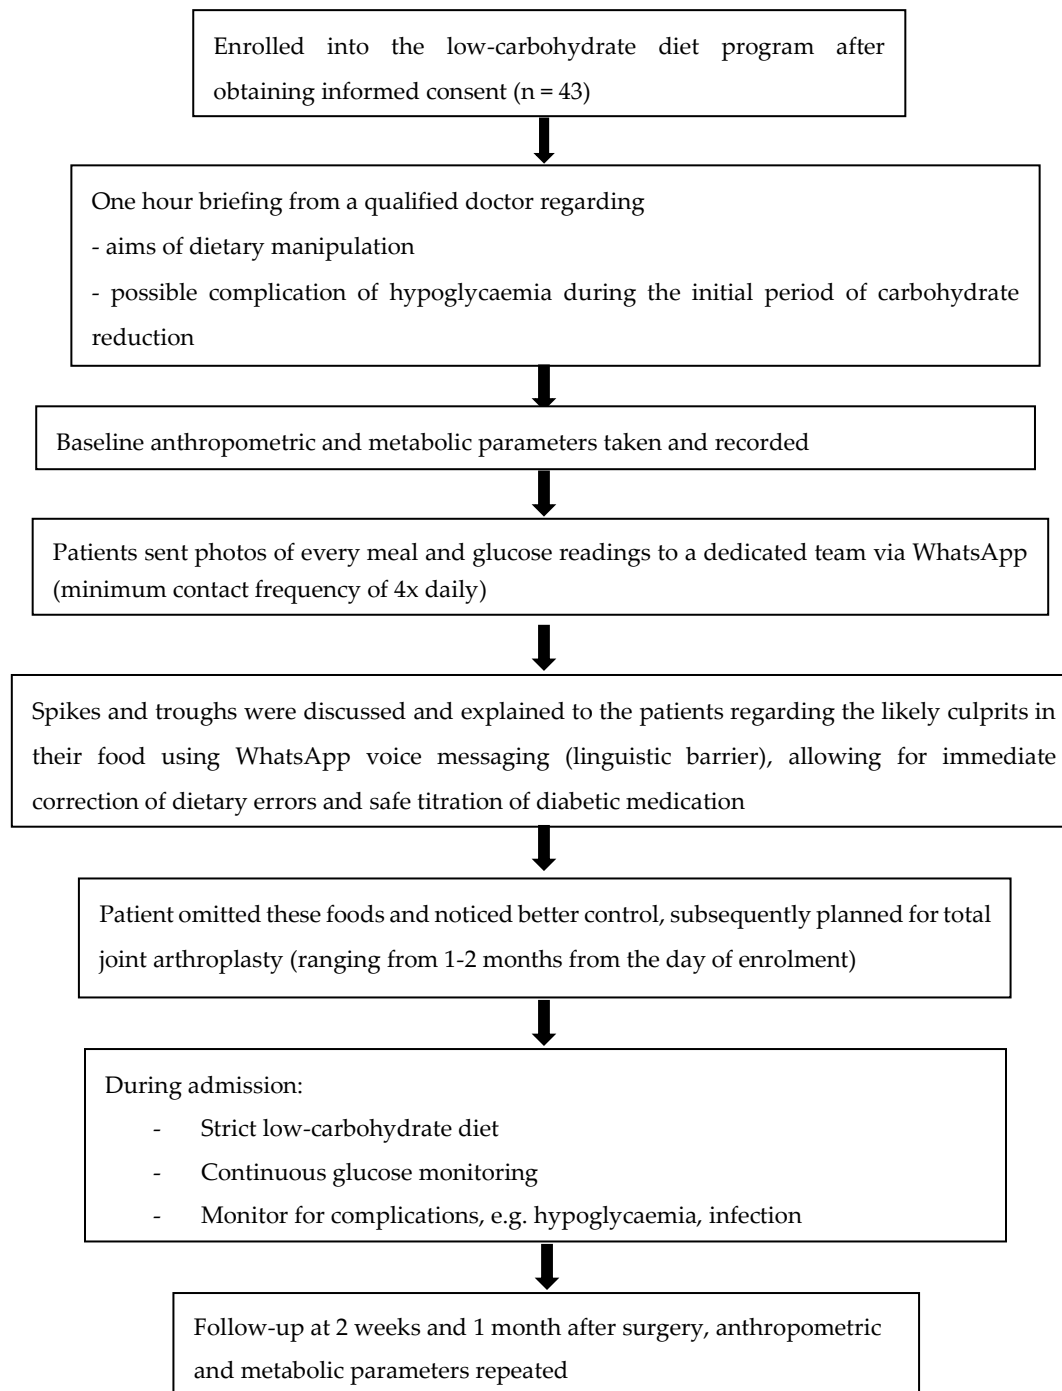 Enrolled into the low-carbohydrate diet program after
obtaining informed consent (n = 43)
One hour briefing from a qualified doctor regarding
- aims of dietary manipulation
- possible complication of hypoglycaemia during the initial period of carbohydrate
reduction
Baseline anthropometric and metabolic parameters taken and recorded
Patients sent photos of every meal and glucose readings to a dedicated team via WhatsApp
(minimum contact frequency of 4x daily)
Spikes and troughs were discussed and explained to the patients regarding the likely culprits in
their food using WhatsApp voice messaging (linguistic barrier), allowing for immediate
correction of dietary errors and safe titration of diabetic medication
Patient omitted these foods and noticed better control, subsequently planned for total
joint arthroplasty (ranging from 1-2 months from the day of enrolment)
During admission:
- Strict low-carbohydrate diet
- Continuous glucose monitoring
- Monitor for complications, e.g. hypoglycaemia, infection
Follow-up at 2 weeks and 1 month after surgery, anthropometric
and metabolic parameters repeated